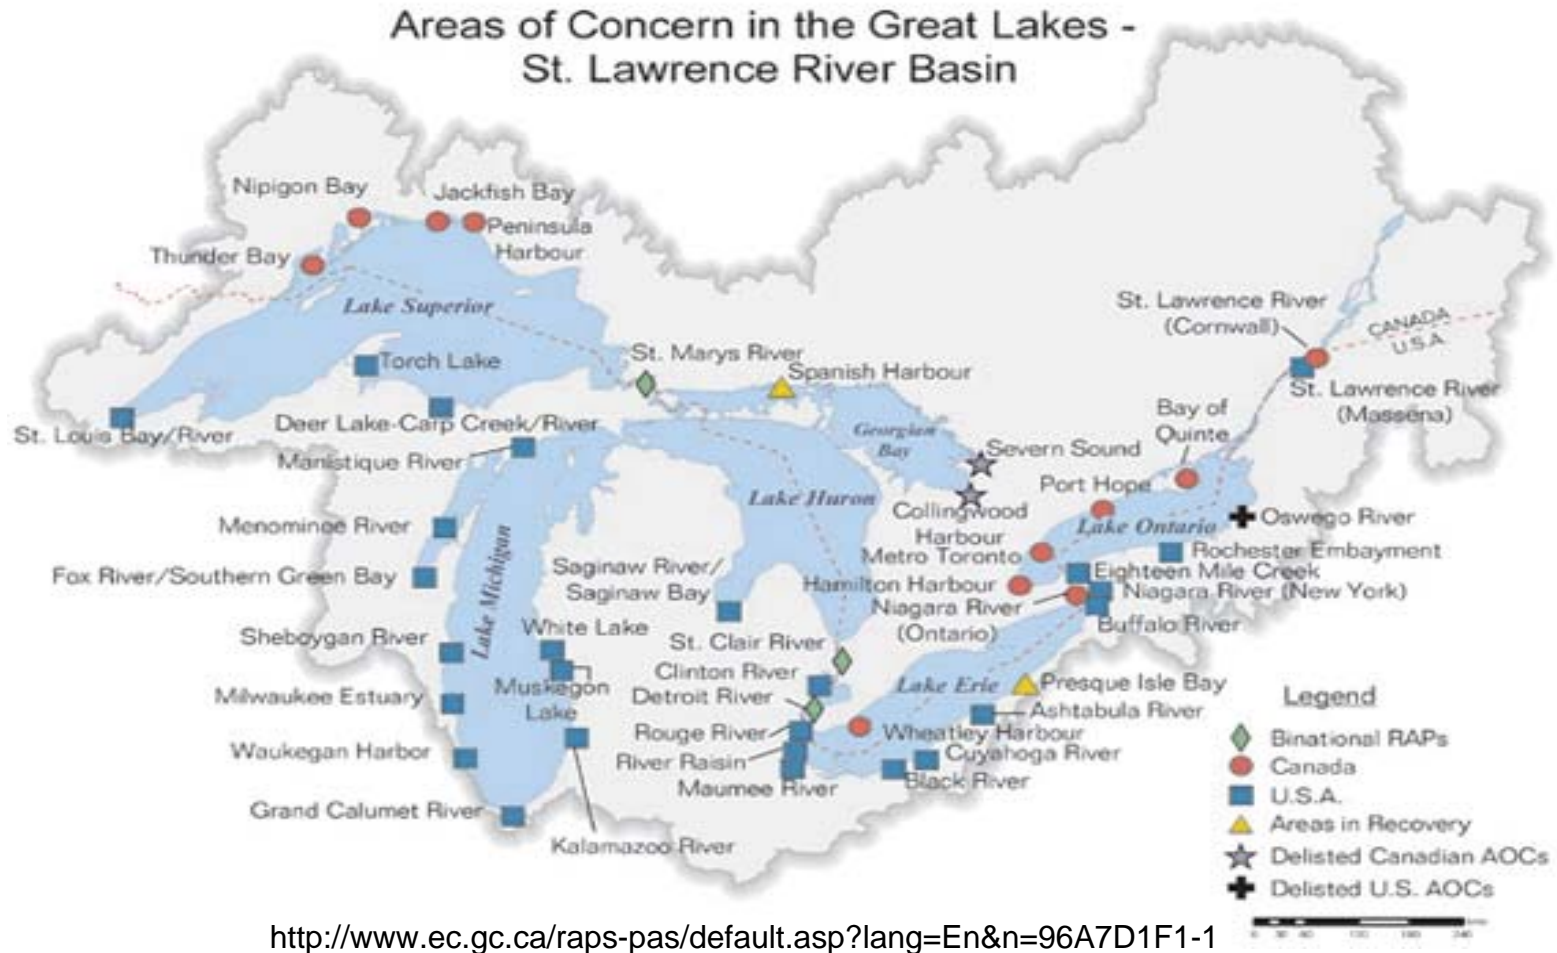 Areas of Concern in the Great Lakes -
St. Lawrence River Basin
Nipigon Bay
Jackfish Bay
Peninsula
Harbour
Thunder Bay
Lake Superior
St. Lawrence River
(Cornwall)
CANADA
U.S.A
St. Marys River
Torch Lake
Spanish Harbour
St. Lawrence River
(Massena)
Deer Lake-Carp Creek/River
St. Louis Bay/River
Georgian
Bay
Bay of
Quinte
Manistique River
Severn Sound
Port Hope
Lake Huron
Collingwood
Harbour
Menominee River
Lake Ontario
Oswego River
Lake Michigan
Metro Toronto
Rochester Embayment
Saginaw River/
Saginaw Bay
Fox River/Southern Green Bay
Hamilton Harbour
Eighteen Mile Creek
Niagara River (New York)
Niagara River
(Ontario)
Buffalo River
Sheboygan River
White Lake
St. Clair River
Clinton River
Muskegon
Lake
Detroit River
Lake Erie
Presque Isle Bay
Milwaukee Estuary
Ashtabula River
Rouge River
Wheatley Harbour
Waukegan Harbor
River Raisin
Cuyahoga River
Maumee River
Black River
Grand Calumet River
Kalamazoo River
Legend
Binational RAPs
Canada
U.S.A.
Areas in Recovery
Delisted Canadian AOCs
Delisted U.S. AOCs
http://www.ec.gc.ca/raps-pas/default.asp?lang=En&n=96A7D1F1-1